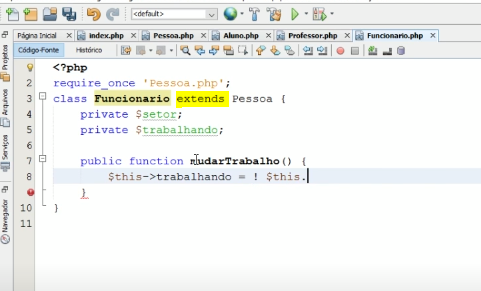 <default>
Página Inicial index.php Pessoa.php Aluno.php Professor.php Funcionario.php
Código-Fonte Histórico
Projetos
Arquivos
Serviços
Navegador
<?php
2 require_once 'Pessoa.php';
3 class Funcionario extends Pessoa {
4 private $setor;
5 private $trabalhando;
6
7 public function mudarTrabalho() {
8 $this->trabalhando = ! $this.
}
10 }
11